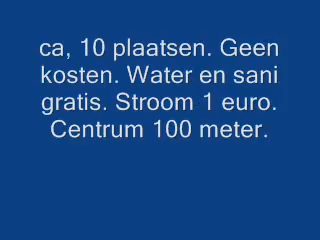 ca, 10 plaatsen. Geen
kosten. Water en sani
gratis. Stroom 1 euro.
Centrum 100 meter.